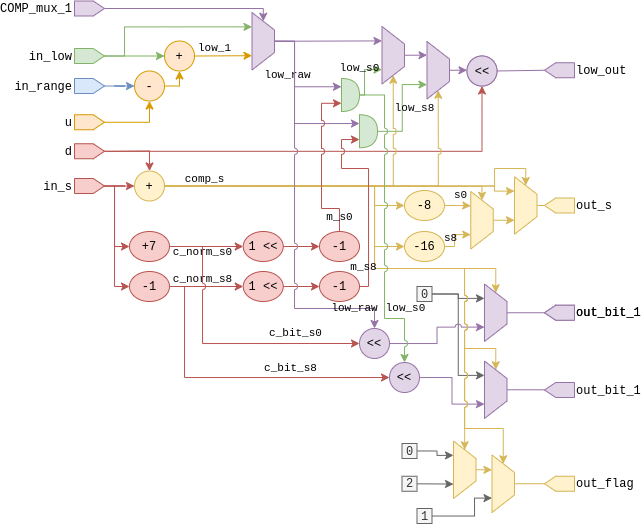 COMP_mux_1
in_low
in_range
u
d
in_s
+
-
low_1
low_raw
low_s0
low_s8
<<
low_out
+
comp_s
-8
s0
-16
s8
out_s
+7
c_norm_s0
1 <<
-1
m_s0
-1
c_norm_s8
1 <<
-1
m_s8
low_raw
low_s0
0
out_bit_1
c_bit_s0
<<
c_bit_s8
<<
0
out_bit_1
0
2
1
out_flag